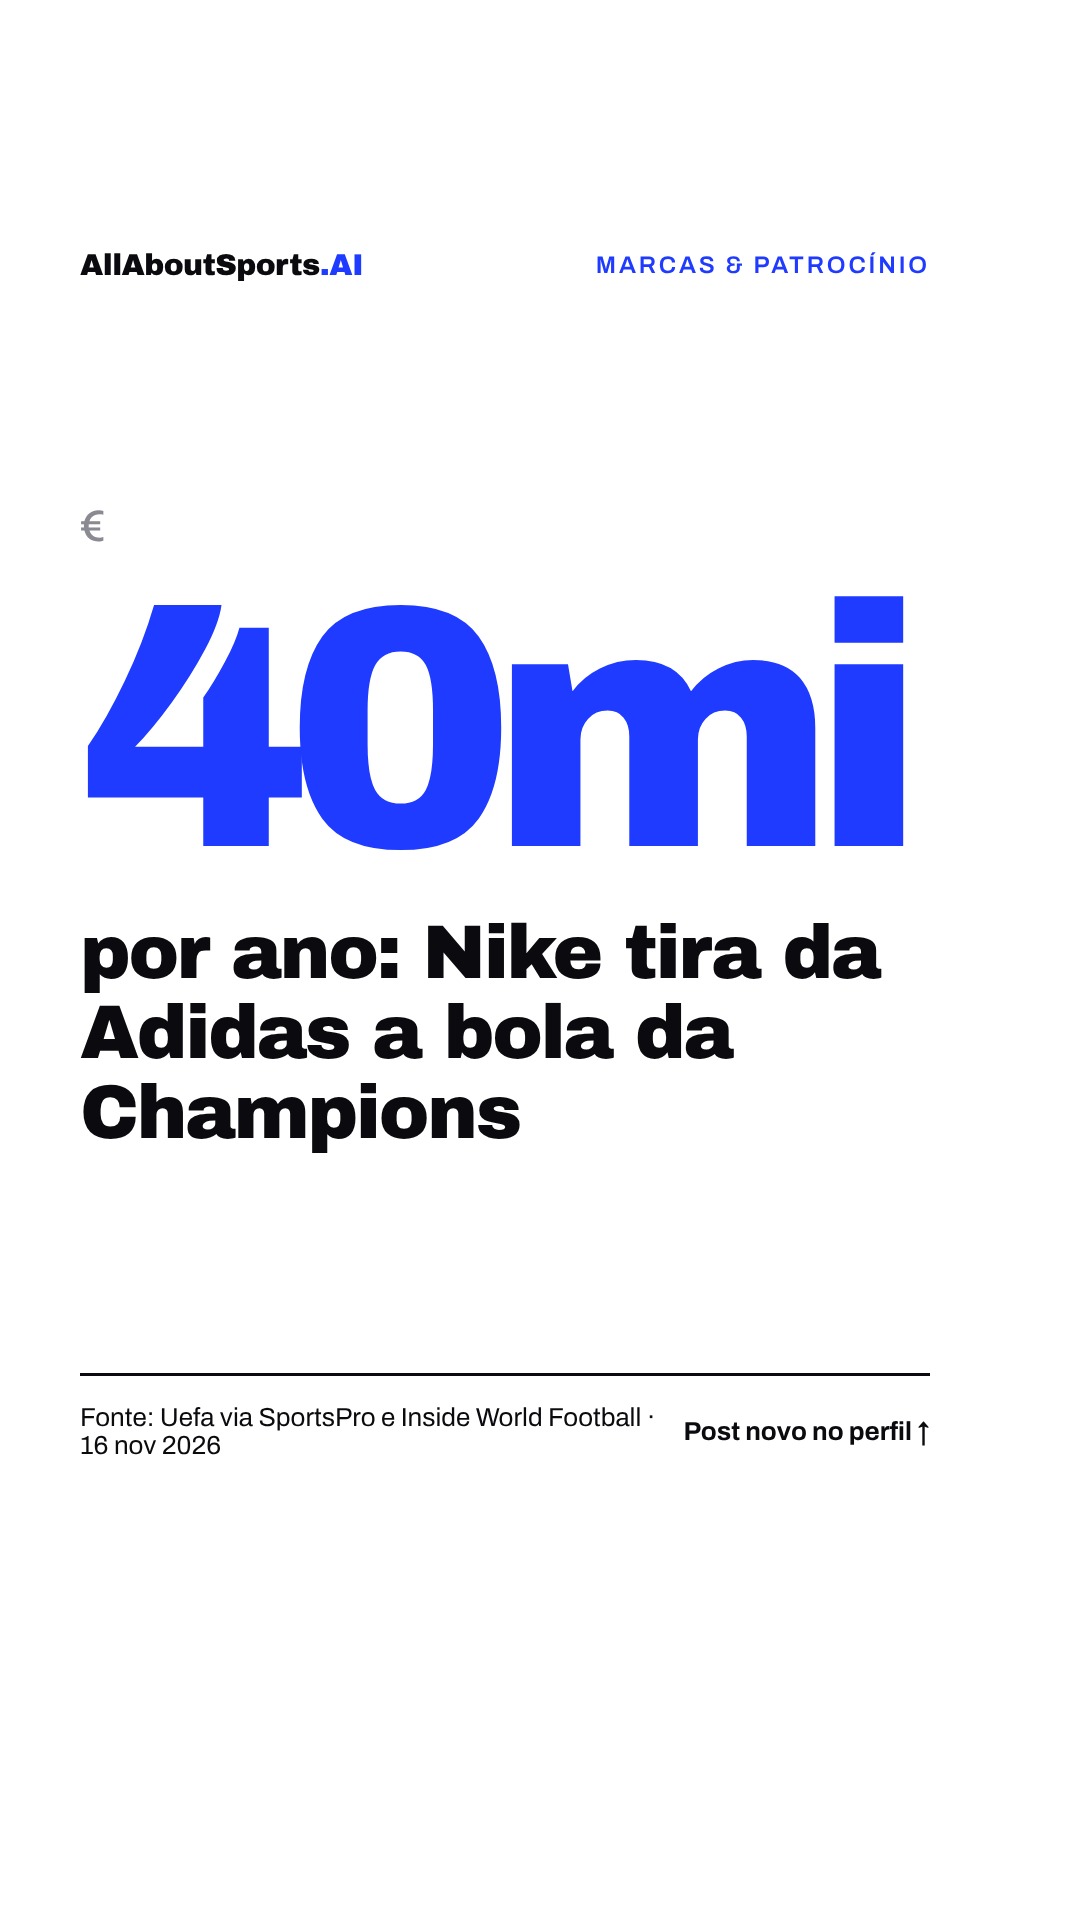 AllAboutSports.AI
MARCAS & PATROCÍNIO
€
40mi
por ano: Nike tira da
Adidas a bola da
Champions
Fonte: Uefa via SportsPro e Inside World Football ·
16 nov 2026
Post novo no perfil ↑